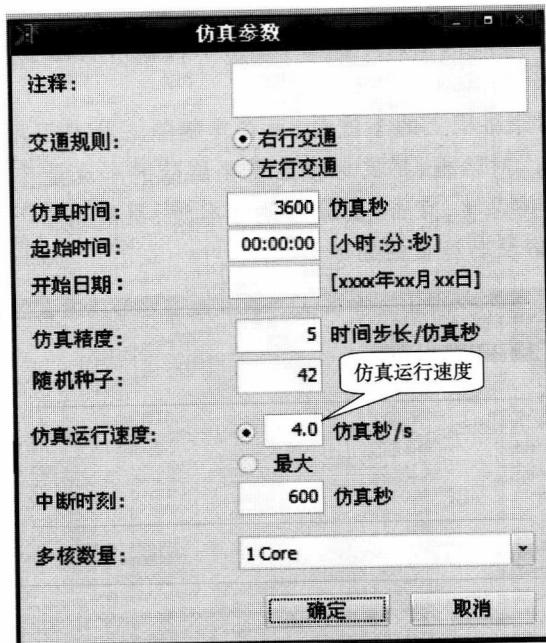 仿真参数
注释:
交通规则: 右行交通
左行交通
仿真时间: 3600 仿真秒
起始时间: 00:00:00 [小时:分:秒]
开始日期: [xxxx年xx月xx日]
仿真精度: 5 时间步长/仿真秒
随机种子: 42
仿真运行速度
仿真运行速度: 4.0 仿真秒/s
最大
中断时刻: 600 仿真秒
多核数量: 1 Core
确定 取消